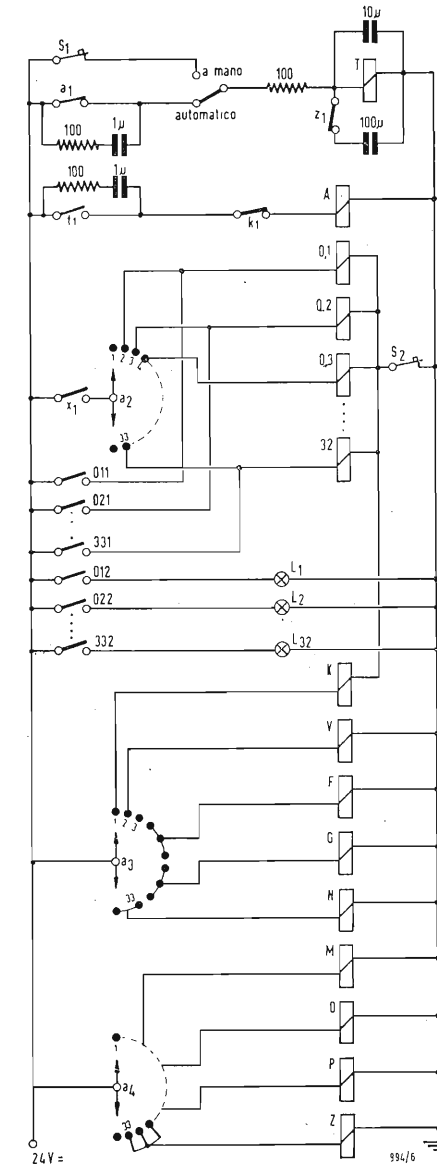 10µ
S1
a mano
T
100
a1
z1
automatico
100µ
100
1µ
100
1µ
A
t1
k1
0,1
0,2
1
2
3
4
0,3
S2
x1
a2
33
32
011
021
331
012
L1
022
L2
332
L32
K
V
1
2
3
F
a3
G
33
H
M
1
O
a4
P
33
Z
24V=
994/6